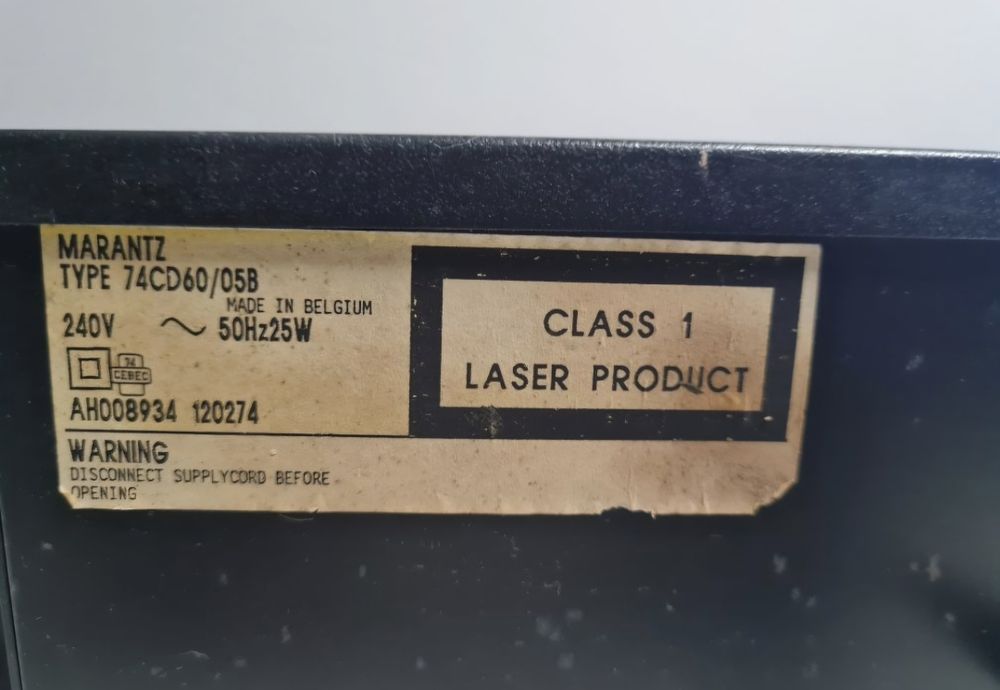 MARANTZ
TYPE 74CD60/05B
MADE IN BELGIUM
240V ~ 50Hz25W
74
CEBEC
AH008934 120274
WARNING
DISCONNECT SUPPLYCORD BEFORE
OPENING
CLASS 1
LASER PRODUCT